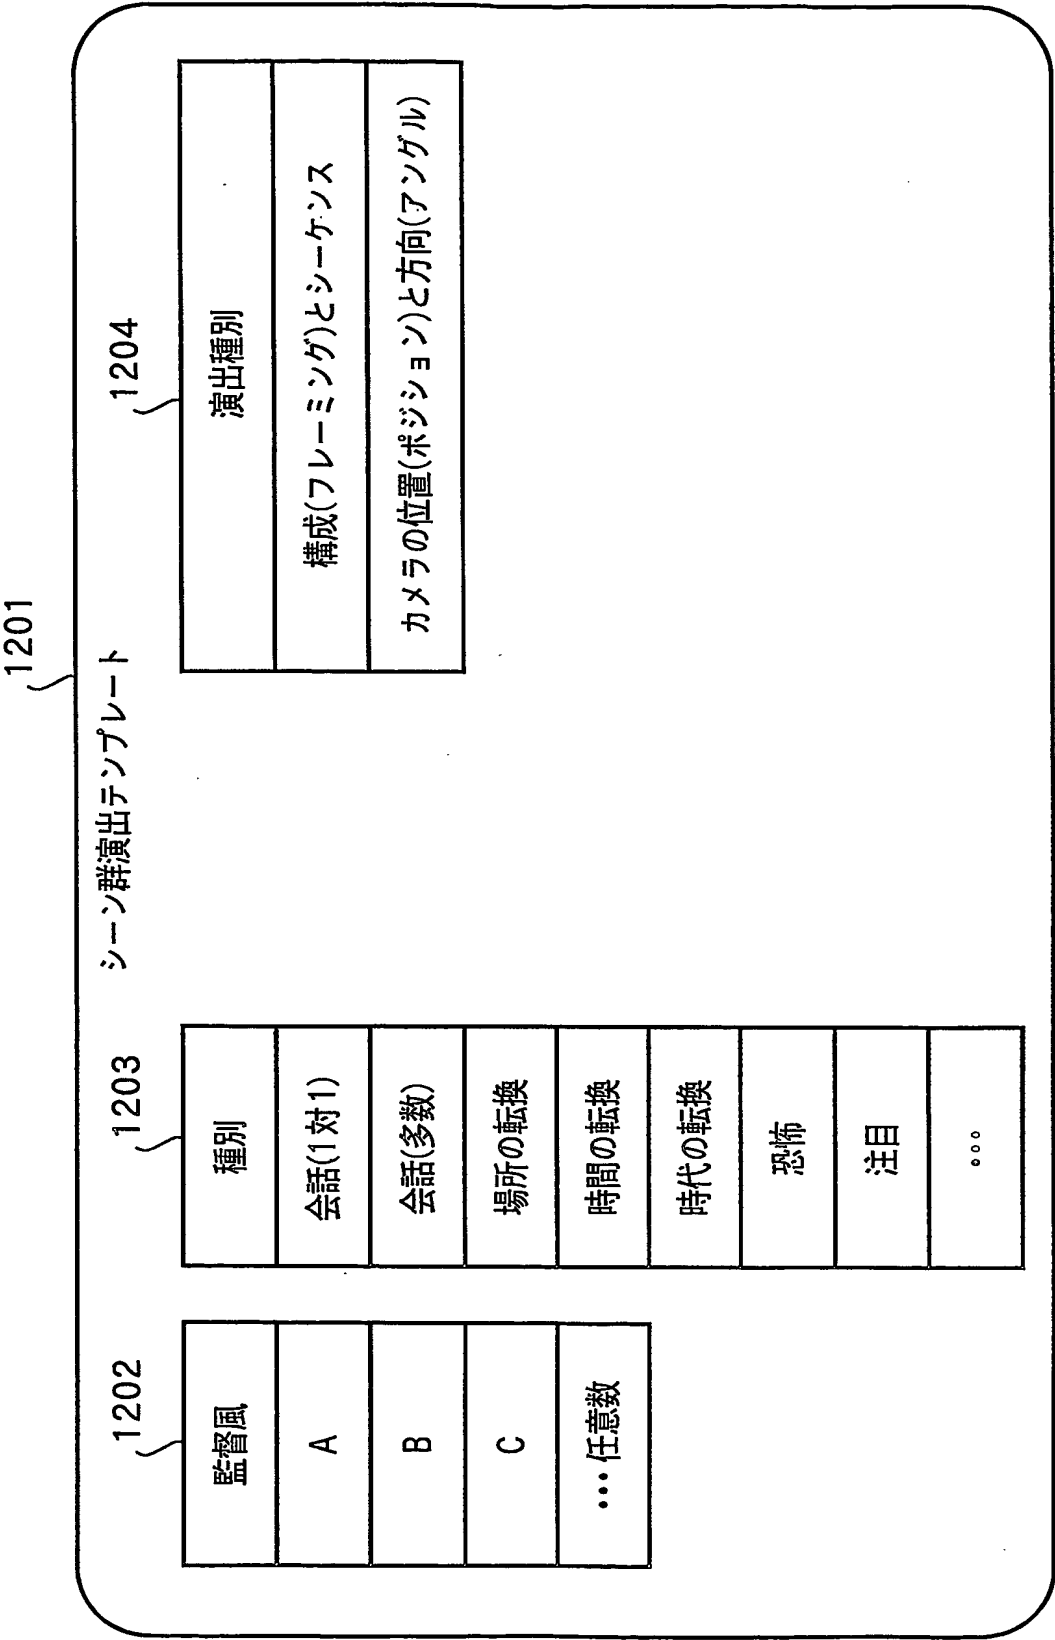 1201
シーン群演出テンプレート
1202
監督風
A
B
C
•••任意数
1203
種別
会話(1対1)
会話(多数)
場所の転換
時間の転換
時代の転換
恐怖
注目
∘∘∘
1204
演出種別
構成(フレーミング)とシーケンス
カメラの位置(ポジション)と方向(アングル)